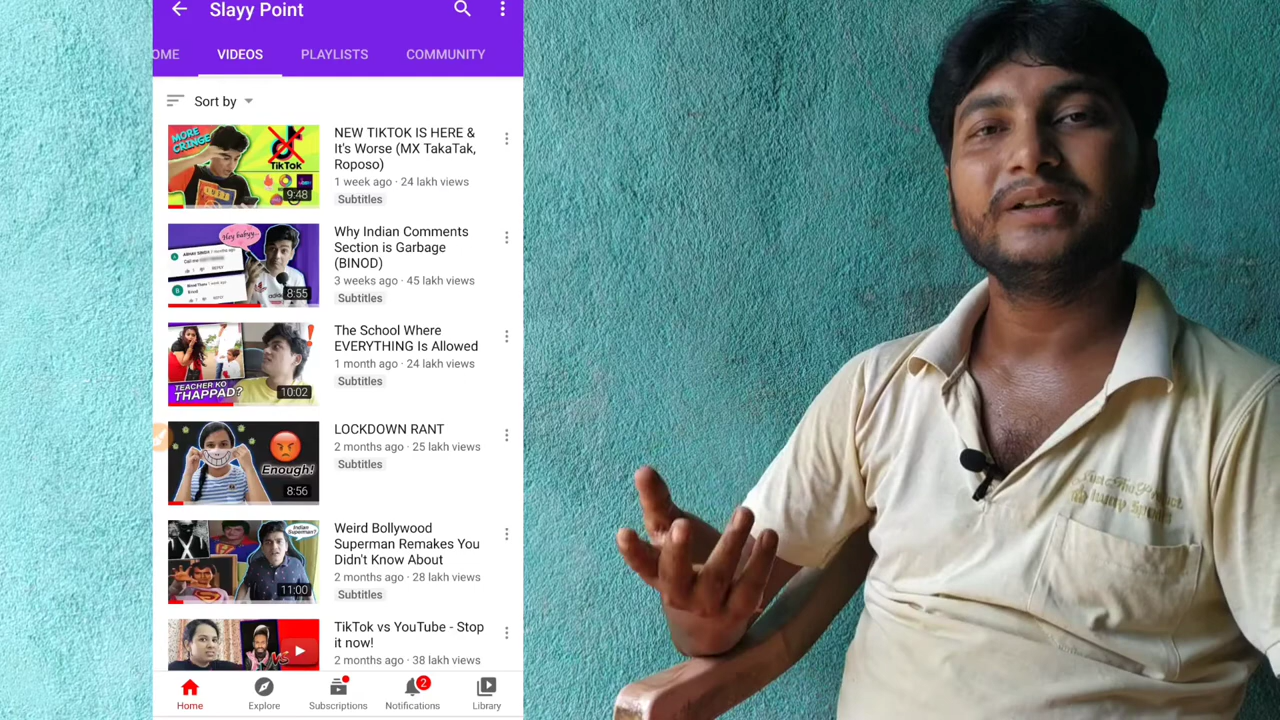 Slayy Point
OME VIDEOS PLAYLISTS COMMUNITY
Sort by
MORE
CRINGE
TikTok
9:48
NEW TIKTOK IS HERE &
It's Worse (MX TakaTak,
Roposo)
1 week ago · 24 lakh views
Subtitles
Hey babyy...
8:55
Why Indian Comments
Section is Garbage
(BINOD)
3 weeks ago · 45 lakh views
Subtitles
TEACHER KO
THAPPAD?
10:02
The School Where
EVERYTHING Is Allowed
1 month ago · 24 lakh views
Subtitles
Enough!
8:56
LOCKDOWN RANT
2 months ago · 25 lakh views
Subtitles
Indian
Superman?
11:00
Weird Bollywood
Superman Remakes You
Didn't Know About
2 months ago · 28 lakh views
Subtitles
VS
TikTok vs YouTube - Stop
it now!
2 months ago · 38 lakh views
2
Home Explore Subscriptions Notifications Library